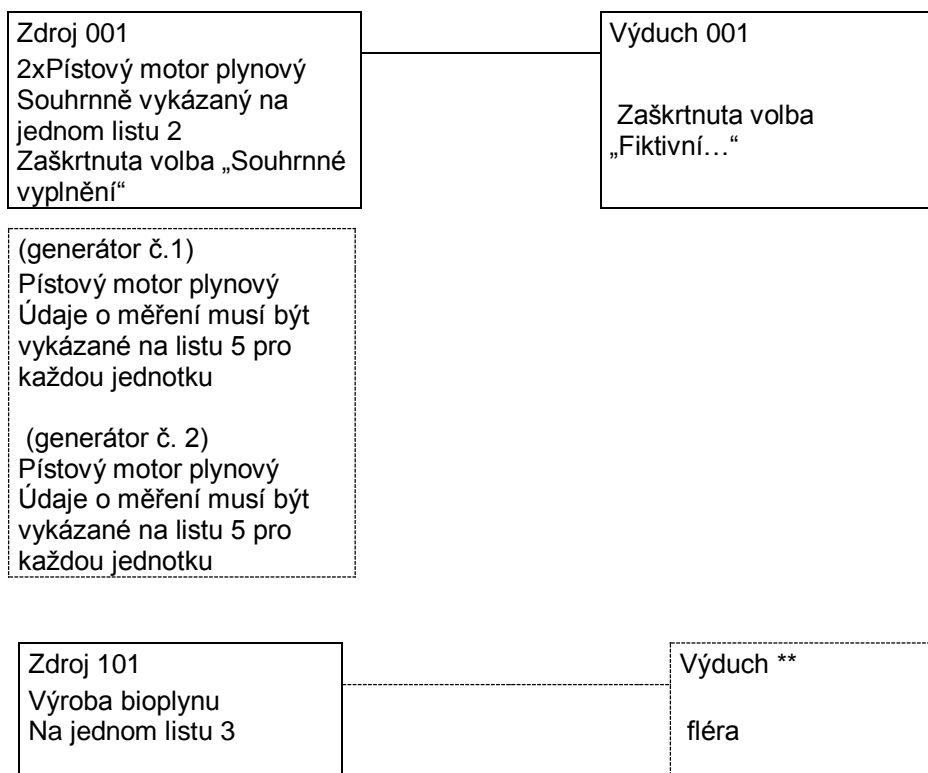 Zdroj 001
2xPístový motor plynový
Souhrnně vykázaný na
jednom listu 2
Zaškrtnuta volba „Souhrnné
vyplnění“
Výduch 001
Zaškrtnuta volba
„Fiktivní…“
(generátor č.1)
Pístový motor plynový
Údaje o měření musí být
vykázané na listu 5 pro
každou jednotku
(generátor č. 2)
Pístový motor plynový
Údaje o měření musí být
vykázané na listu 5 pro
každou jednotku
Zdroj 101
Výroba bioplynu
Na jednom listu 3
Výduch **
fléra